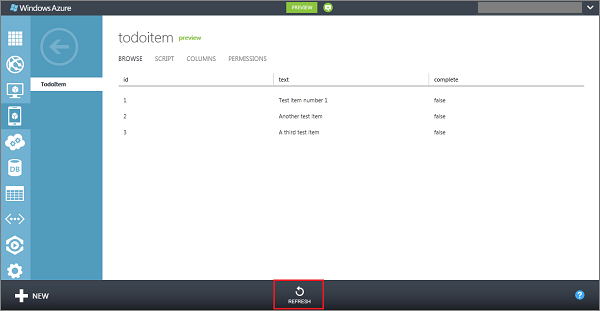 Windows Azure
PREVIEW
todoitem preview
TodoItem
BROWSE SCRIPT COLUMNS PERMISSIONS
id text complete
1 Test item number 1 false
2 Another test item false
3 A third test item false
DB
NEW
REFRESH
?